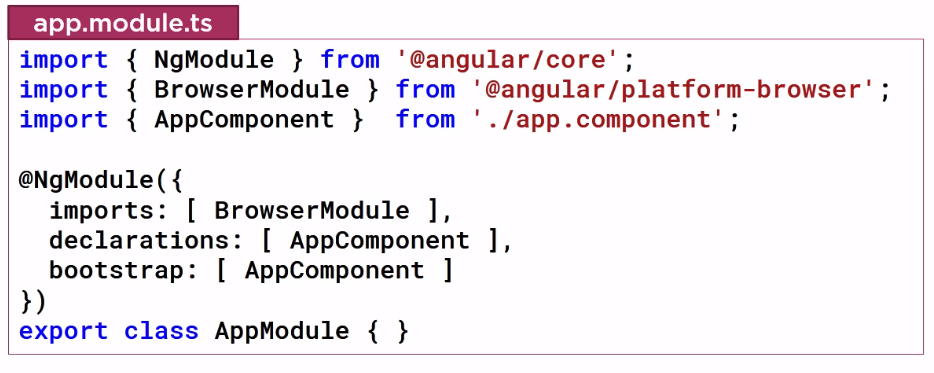 app.module.ts
import { NgModule } from '@angular/core';
import { BrowserModule } from '@angular/platform-browser';
import { AppComponent }  from './app.component';
@NgModule({
  imports: [ BrowserModule ],
  declarations: [ AppComponent ],
  bootstrap: [ AppComponent ]
})
export class AppModule { }